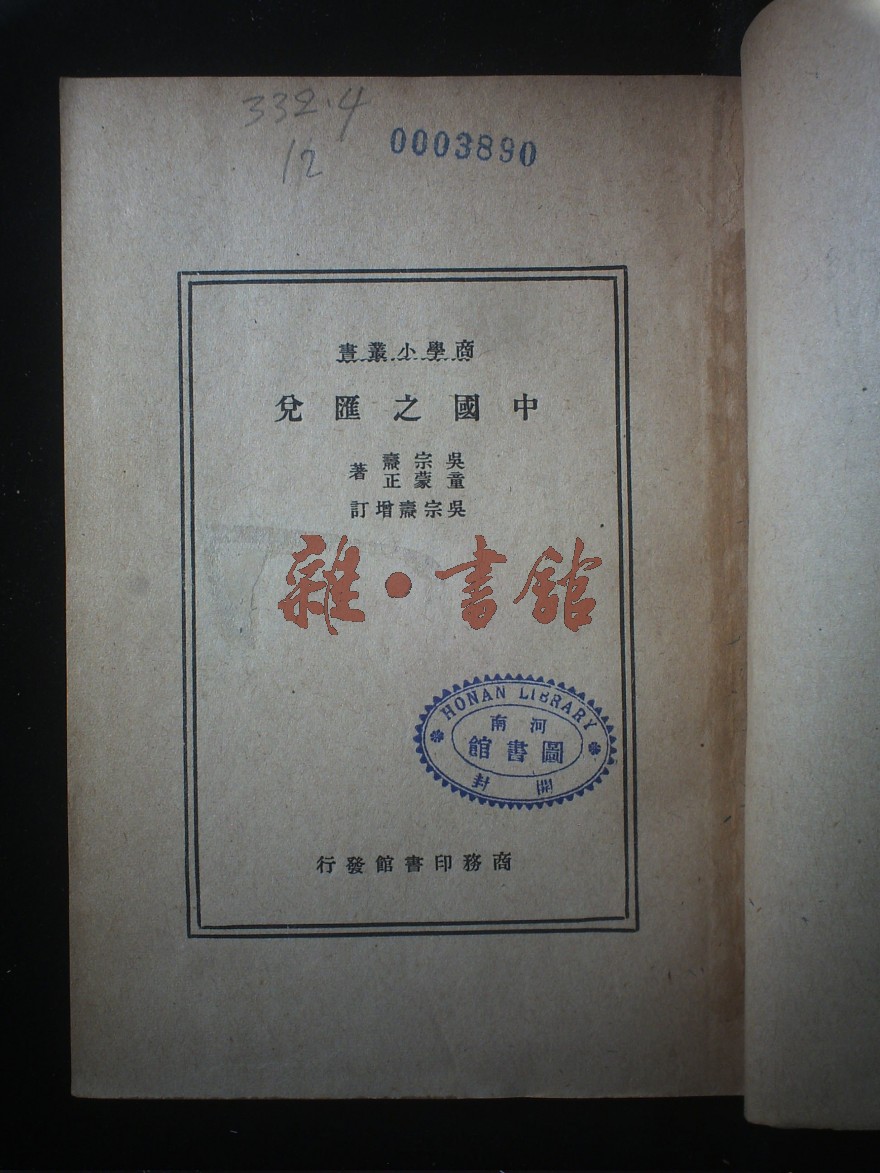 332.4
12
0003890
商學小叢書
中國之匯兌
吳宗燾
童蒙正
著
吳宗燾增訂
雜·書館
HONAN LIBRARY
河南
圖書館
開封
商務印書館發行